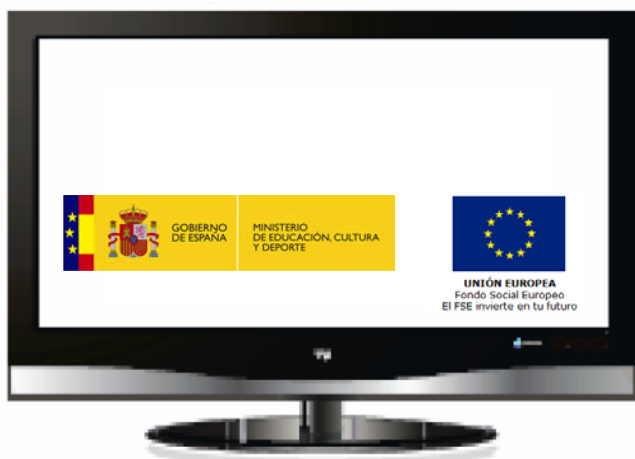 GOBIERNO
DE ESPAÑA
MINISTERIO
DE EDUCACIÓN, CULTURA
Y DEPORTE
UNIÓN EUROPEA
Fondo Social Europeo
El FSE invierte en tu futuro